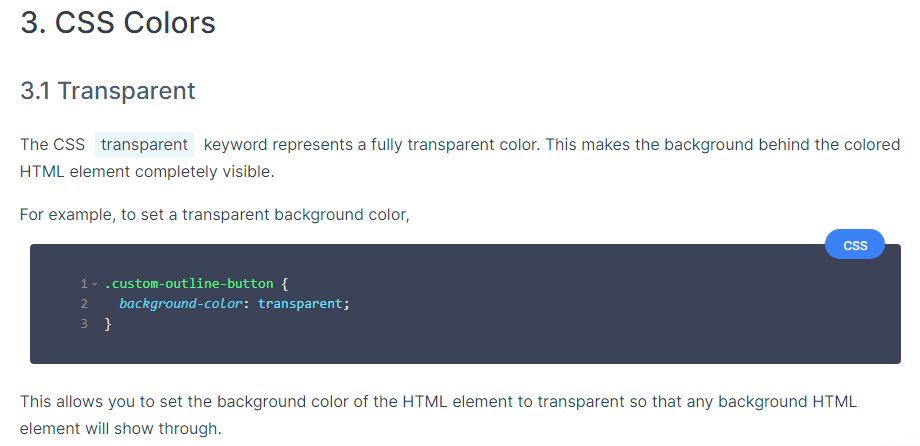 3. CSS Colors
3.1 Transparent
The CSS transparent keyword represents a fully transparent color. This makes the background behind the colored
HTML element completely visible.
For example, to set a transparent background color,
CSS
1 .custom-outline-button {
2   background-color: transparent;
3 }
This allows you to set the background color of the HTML element to transparent so that any background HTML
element will show through.